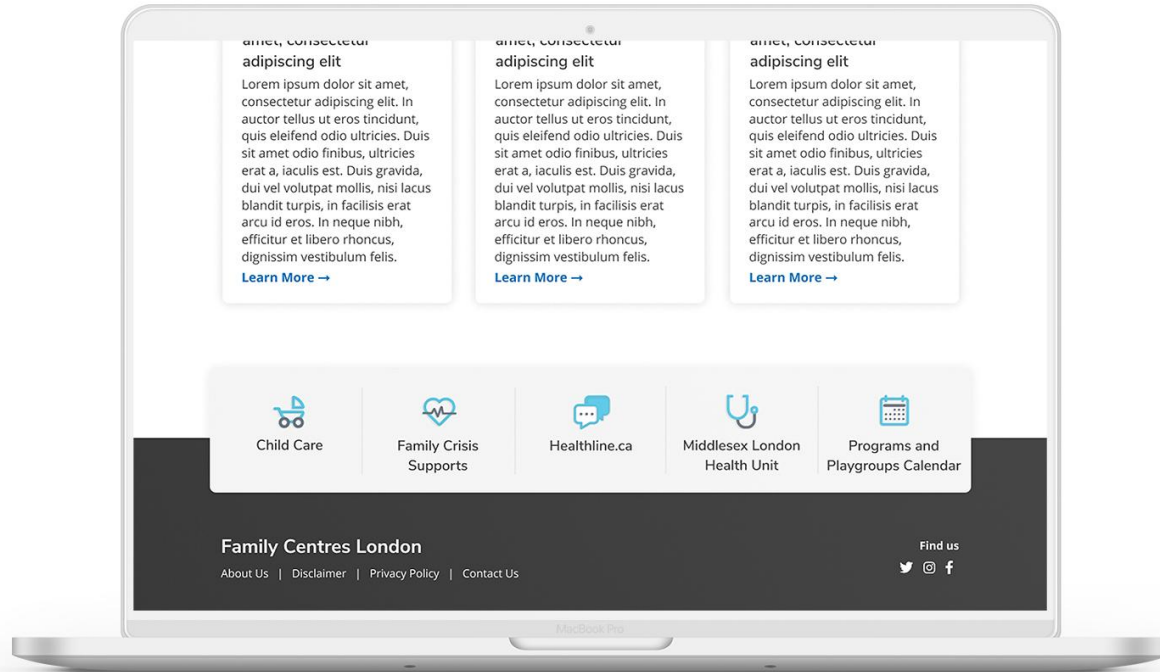 amet, consectetur
adipiscing elit
Lorem ipsum dolor sit amet,
consectetur adipiscing elit. In
auctor tellus ut eros tincidunt,
quis eleifend odio ultricies. Duis
sit amet odio finibus, ultricies
erat a, iaculis est. Duis gravida,
dui vel volutpat mollis, nisi lacus
blandit turpis, in facilisis erat
arcu id eros. In neque nibh,
efficitur et libero rhoncus,
dignissim vestibulum felis.
Learn More →
amet, consectetur
adipiscing elit
Lorem ipsum dolor sit amet,
consectetur adipiscing elit. In
auctor tellus ut eros tincidunt,
quis eleifend odio ultricies. Duis
sit amet odio finibus, ultricies
erat a, iaculis est. Duis gravida,
dui vel volutpat mollis, nisi lacus
blandit turpis, in facilisis erat
arcu id eros. In neque nibh,
efficitur et libero rhoncus,
dignissim vestibulum felis.
Learn More →
amet, consectetur
adipiscing elit
Lorem ipsum dolor sit amet,
consectetur adipiscing elit. In
auctor tellus ut eros tincidunt,
quis eleifend odio ultricies. Duis
sit amet odio finibus, ultricies
erat a, iaculis est. Duis gravida,
dui vel volutpat mollis, nisi lacus
blandit turpis, in facilisis erat
arcu id eros. In neque nibh,
efficitur et libero rhoncus,
dignissim vestibulum felis.
Learn More →
Child Care
Family Crisis
Supports
Healthline.ca
Middlesex London
Health Unit
Programs and
Playgroups Calendar
Family Centres London
About Us | Disclaimer | Privacy Policy | Contact Us
Find us
MacBook Pro